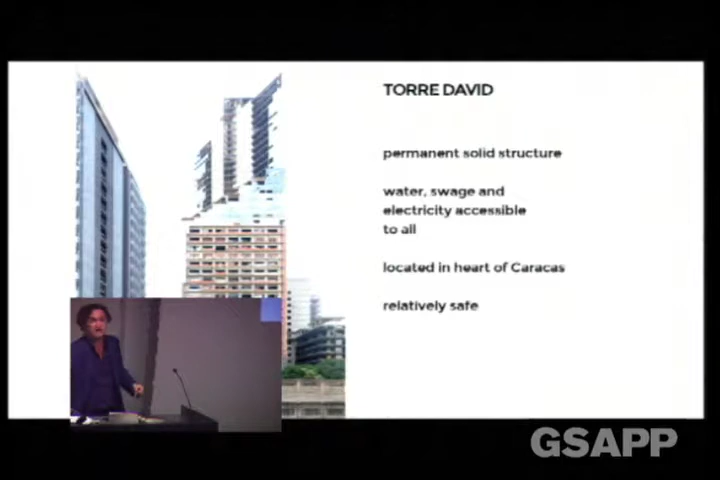 TORRE DAVID
permanent solid structure
water, swage and
electricity accessible
to all
located in heart of Caracas
relatively safe
GSAPP